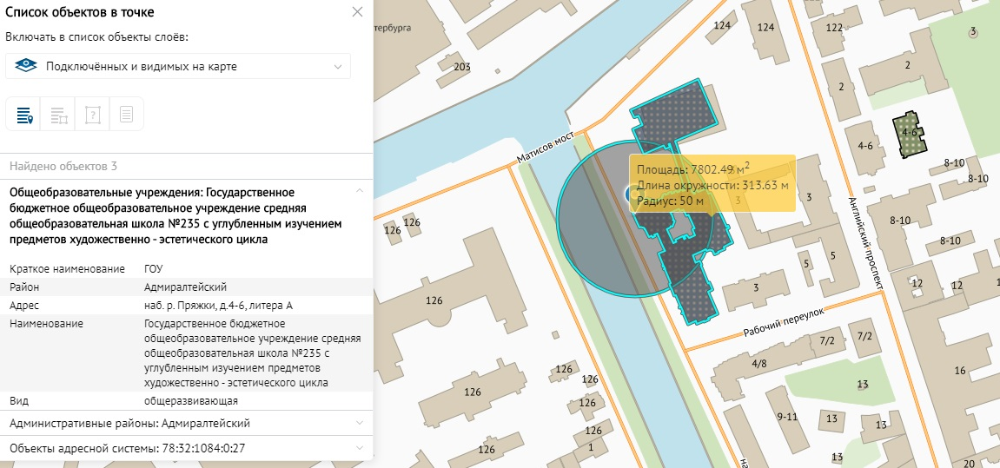 Список объектов в точке
Включать в список объекты слоёв:
Подключённых и видимых на карте
Найдено объектов 3
Общеобразовательные учреждения: Государственное
бюджетное общеобразовательное учреждение средняя
общеобразовательная школа №235 с углубленным изучением
предметов художественно - эстетического цикла
Краткое наименование ГОУ
Район Адмиралтейский
Адрес наб. р. Пряжки, д.4-6, литера А
Наименование Государственное бюджетное
общеобразовательное учреждение средняя
общеобразовательная школа №235 с
углубленным изучением предметов
художественно - эстетического цикла
Вид общеразвивающая
Административные районы: Адмиралтейский
Объекты адресной системы: 78:32:1084:0:27
тербурга
203
124
124
122
3
2
2
4-6
4-6
8-10
8-10
Матисов мост
Площадь: 7802.49 м²
Длина окружности: 313.63 м
Радиус: 50 м
3
3
Английский проспект
8-10
8-10
126
126
5
5
12
12
3
126
Рабочий переулок
7/2
7/2
4/8
16
126
126
13
126
126
9-11
13
13
126
1
126
13
20
на